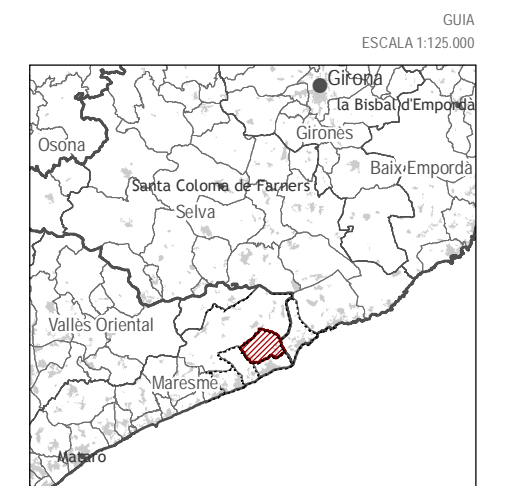 GUIA
ESCALA 1:125.000
Girona
la Bisbal d'Empordà
Gironès
Osona
Baix Empordà
Santa Coloma de Farners
Selva
Vallès Oriental
Maresme
Mataró